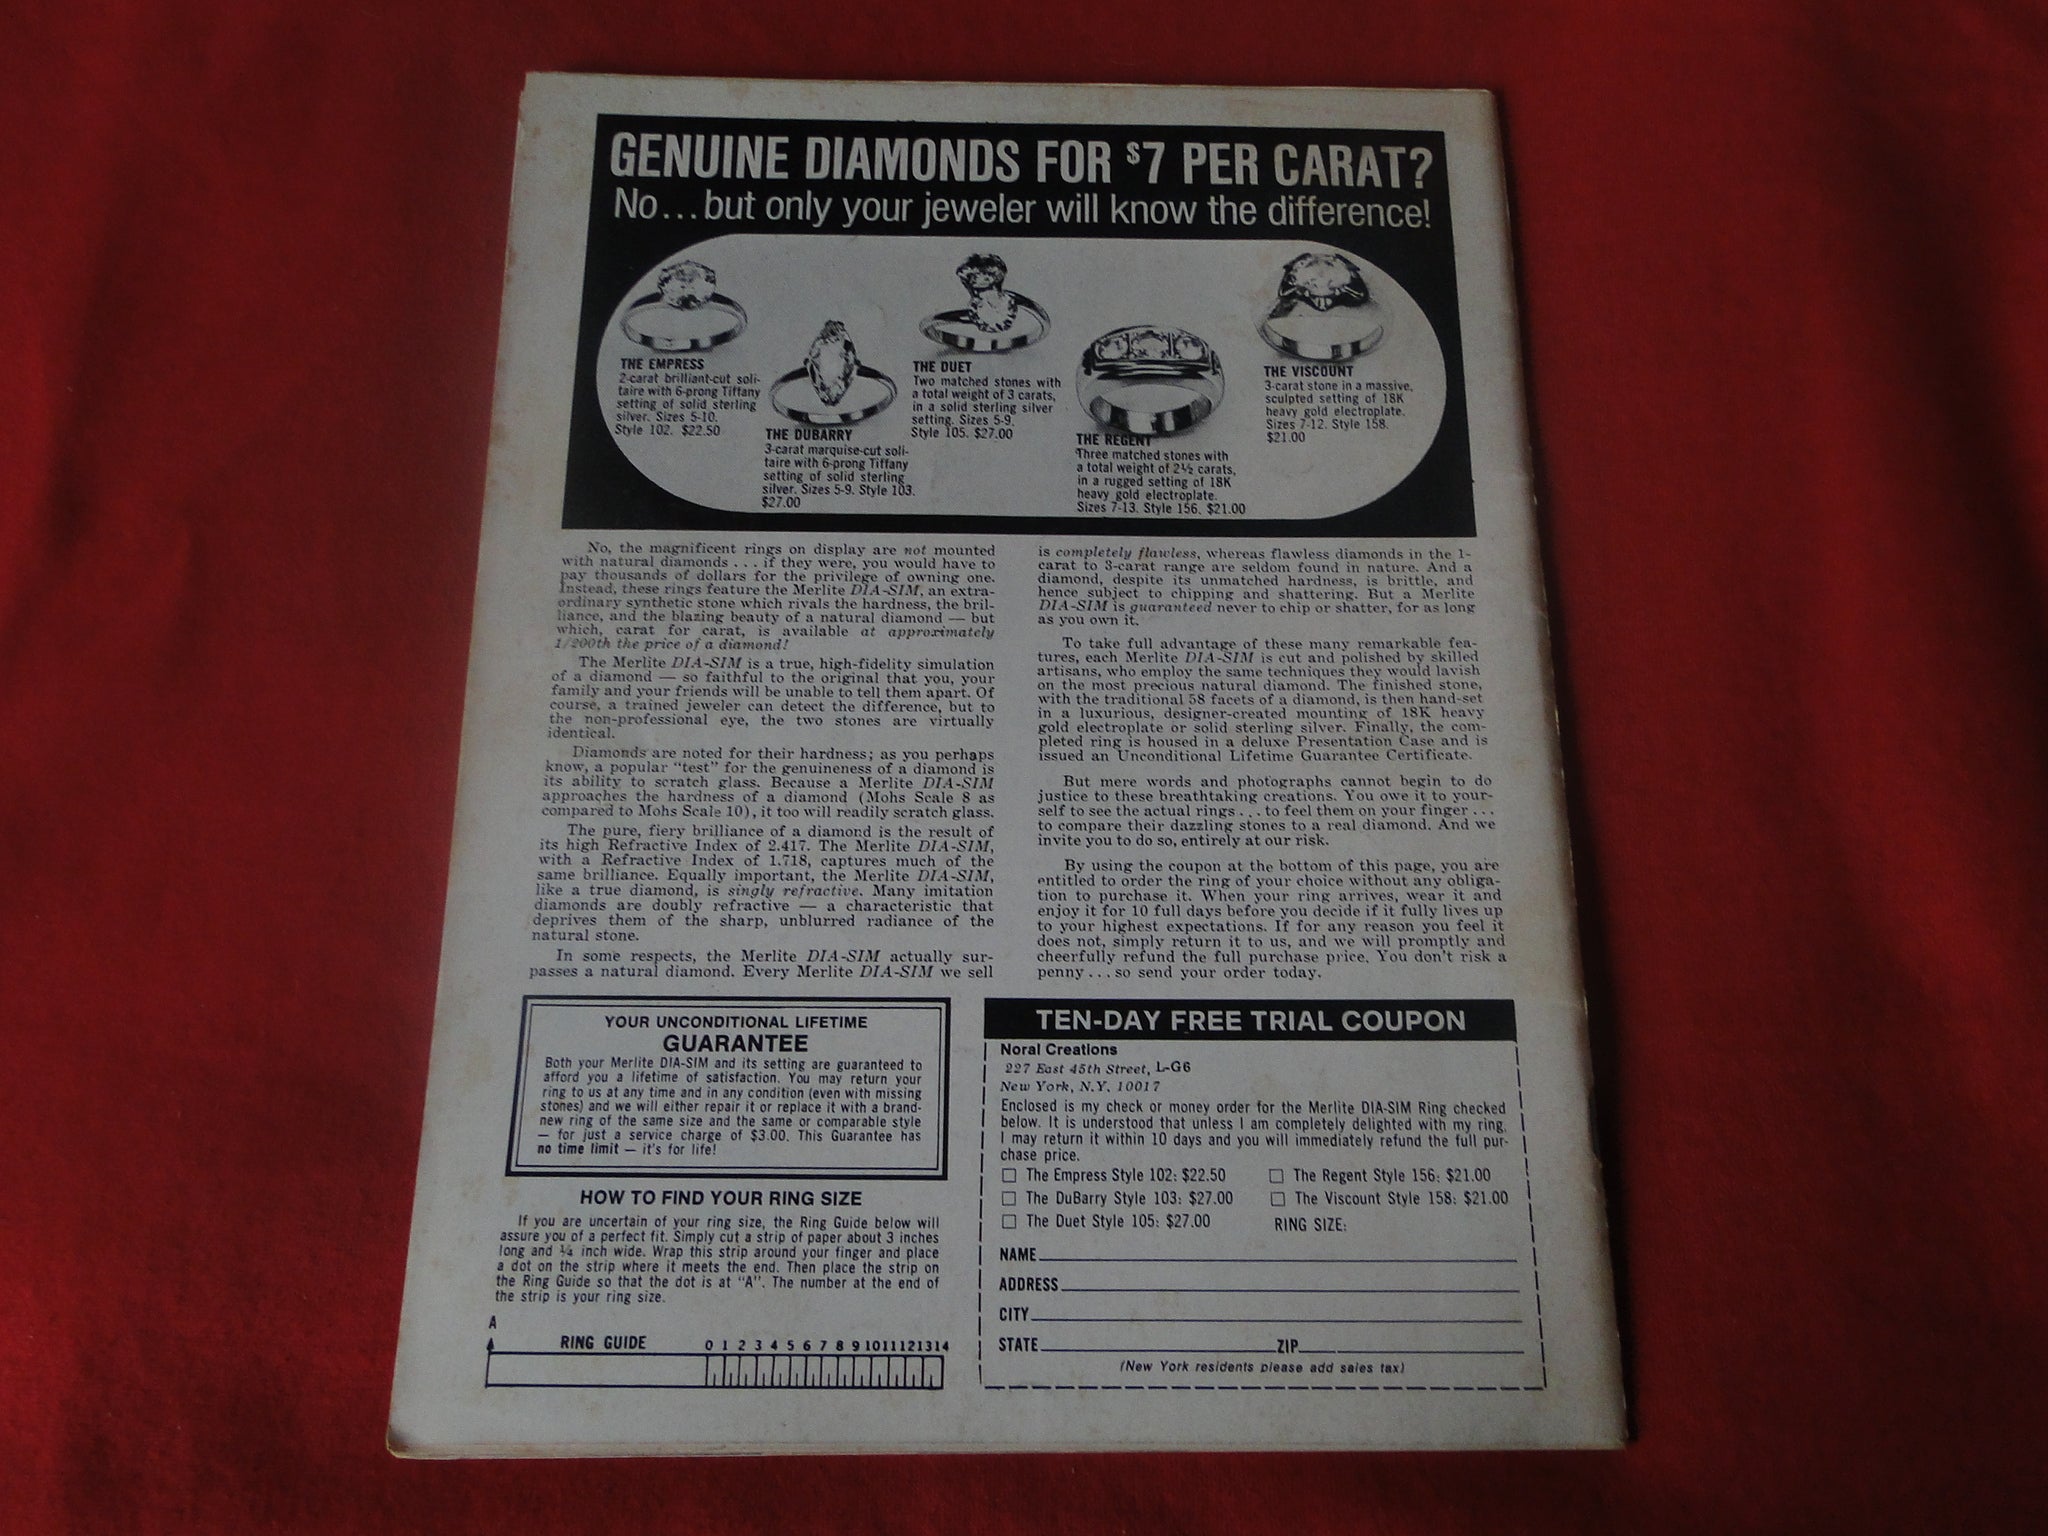 GENUINE DIAMONDS FOR $7 PER CARAT?
No...but only your jeweler will know the difference!
THE EMPRESS
2-carat brilliant-cut soli-
taire with 6-prong Tiffany
setting of solid sterling
silver. Sizes 5-10.
Style 102. $22.50
THE DUBARRY
3-carat marquise-cut soli-
taire with 6-prong Tiffany
setting of solid sterling
silver. Sizes 5-9. Style 103.
$27.00
THE DUET
Two matched stones with
a total weight of 3 carats,
in a solid sterling silver
setting. Sizes 5-9.
Style 105. $27.00
THE REGENT
Three matched stones with
a total weight of 2½ carats,
in a rugged setting of 18K
heavy gold electroplate.
Sizes 7-13. Style 156. $21.00
THE VISCOUNT
3-carat stone in a massive,
sculpted setting of 18K
heavy gold electroplate.
Sizes 7-12. Style 158.
$21.00
No, the magnificent rings on display are not mounted
with natural diamonds . . . if they were, you would have to
pay thousands of dollars for the privilege of owning one.
Instead, these rings feature the Merlite DIA-SIM, an extra-
ordinary synthetic stone which rivals the hardness, the bril-
liance, and the blazing beauty of a natural diamond — but
which, carat for carat, is available at approximately
1/200th the price of a diamond!
The Merlite DIA-SIM is a true, high-fidelity simulation
of a diamond — so faithful to the original that you, your
family and your friends will be unable to tell them apart. Of
course, a trained jeweler can detect the difference, but to
the non-professional eye, the two stones are virtually
identical.
Diamonds are noted for their hardness; as you perhaps
know, a popular "test" for the genuineness of a diamond is
its ability to scratch glass. Because a Merlite DIA-SIM
approaches the hardness of a diamond (Mohs Scale 8 as
compared to Mohs Scale 10), it too will readily scratch glass.
The pure, fiery brilliance of a diamond is the result of
its high Refractive Index of 2.417. The Merlite DIA-SIM,
with a Refractive Index of 1.718, captures much of the
same brilliance. Equally important, the Merlite DIA-SIM,
like a true diamond, is singly refractive. Many imitation
diamonds are doubly refractive — a characteristic that
deprives them of the sharp, unblurred radiance of the
natural stone.
In some respects, the Merlite DIA-SIM actually sur-
passes a natural diamond. Every Merlite DIA-SIM we sell
is completely flawless, whereas flawless diamonds in the 1-
carat to 3-carat range are seldom found in nature. And a
diamond, despite its unmatched hardness, is brittle, and
hence subject to chipping and shattering. But a Merlite
DIA-SIM is guaranteed never to chip or shatter, for as long
as you own it.
To take full advantage of these many remarkable fea-
tures, each Merlite DIA-SIM is cut and polished by skilled
artisans, who employ the same techniques they would lavish
on the most precious natural diamond. The finished stone,
with the traditional 58 facets of a diamond, is then hand-set
in a luxurious, designer-created mounting of 18K heavy
gold electroplate or solid sterling silver. Finally, the com-
pleted ring is housed in a deluxe Presentation Case and is
issued an Unconditional Lifetime Guarantee Certificate.
But mere words and photographs cannot begin to do
justice to these breathtaking creations. You owe it to your-
self to see the actual rings . . . to feel them on your finger . . .
to compare their dazzling stones to a real diamond. And we
invite you to do so, entirely at our risk.
By using the coupon at the bottom of this page, you are
entitled to order the ring of your choice without any obliga-
tion to purchase it. When your ring arrives, wear it and
enjoy it for 10 full days before you decide if it fully lives up
to your highest expectations. If for any reason you feel it
does not, simply return it to us, and we will promptly and
cheerfully refund the full purchase price. You don't risk a
penny . . . so send your order today.
YOUR UNCONDITIONAL LIFETIME
GUARANTEE
Both your Merlite DIA-SIM and its setting are guaranteed to
afford you a lifetime of satisfaction. You may return your
ring to us at any time and in any condition (even with missing
stones) and we will either repair it or replace it with a brand-
new ring of the same size and the same or comparable style
— for just a service charge of $3.00. This Guarantee has
no time limit — it's for life!
HOW TO FIND YOUR RING SIZE
If you are uncertain of your ring size, the Ring Guide below will
assure you of a perfect fit. Simply cut a strip of paper about 3 inches
long and ¼ inch wide. Wrap this strip around your finger and place
a dot on the strip where it meets the end. Then place the strip on
the Ring Guide so that the dot is at "A". The number at the end of
the strip is your ring size.
A
RING GUIDE 0 1 2 3 4 5 6 7 8 9 10 11 12 13 14
TEN-DAY FREE TRIAL COUPON
Noral Creations
227 East 45th Street, L-G6
New York, N.Y. 10017
Enclosed is my check or money order for the Merlite DIA-SIM Ring checked
below. It is understood that unless I am completely delighted with my ring,
I may return it within 10 days and you will immediately refund the full pur-
chase price.
☐ The Empress Style 102: $22.50 ☐ The Regent Style 156: $21.00
☐ The DuBarry Style 103: $27.00 ☐ The Viscount Style 158: $21.00
☐ The Duet Style 105: $27.00 RING SIZE:
NAME
ADDRESS
CITY
STATE ZIP
(New York residents please add sales tax)